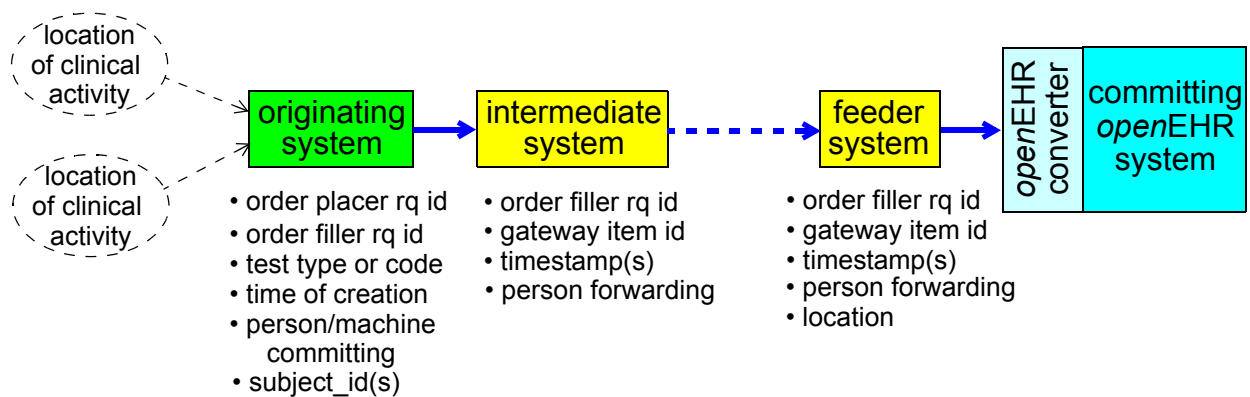 location
of clinical
activity
location
of clinical
activity
originating
system
• order placer rq id
• order filler rq id
• test type or code
• time of creation
• person/machine
committing
• subject_id(s)
intermediate
system
• order filler rq id
• gateway item id
• timestamp(s)
• person forwarding
feeder
system
• order filler rq id
• gateway item id
• timestamp(s)
• person forwarding
• location
openEHR
converter
committing
openEHR
system